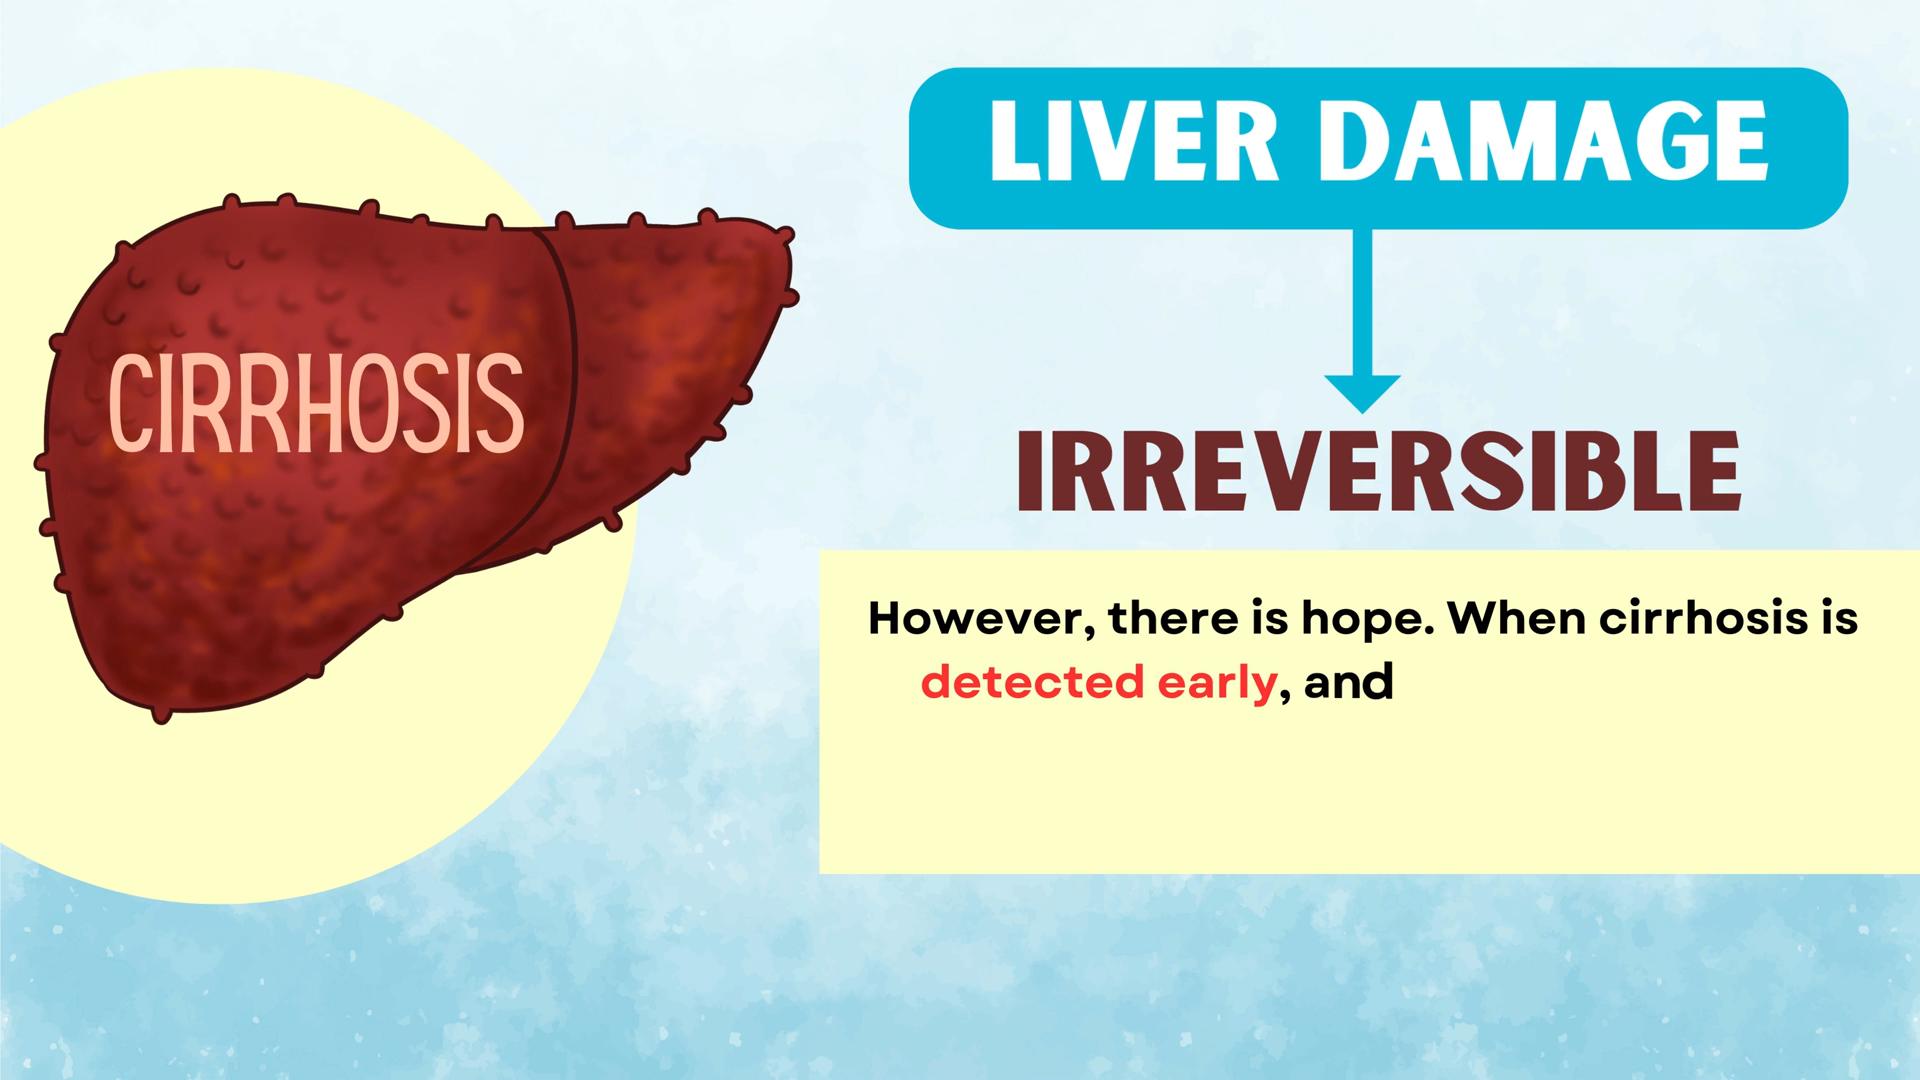 LIVER DAMAGE
CIRRHOSIS
IRREVERSIBLE
However, there is hope. When cirrhosis is
detected early, and